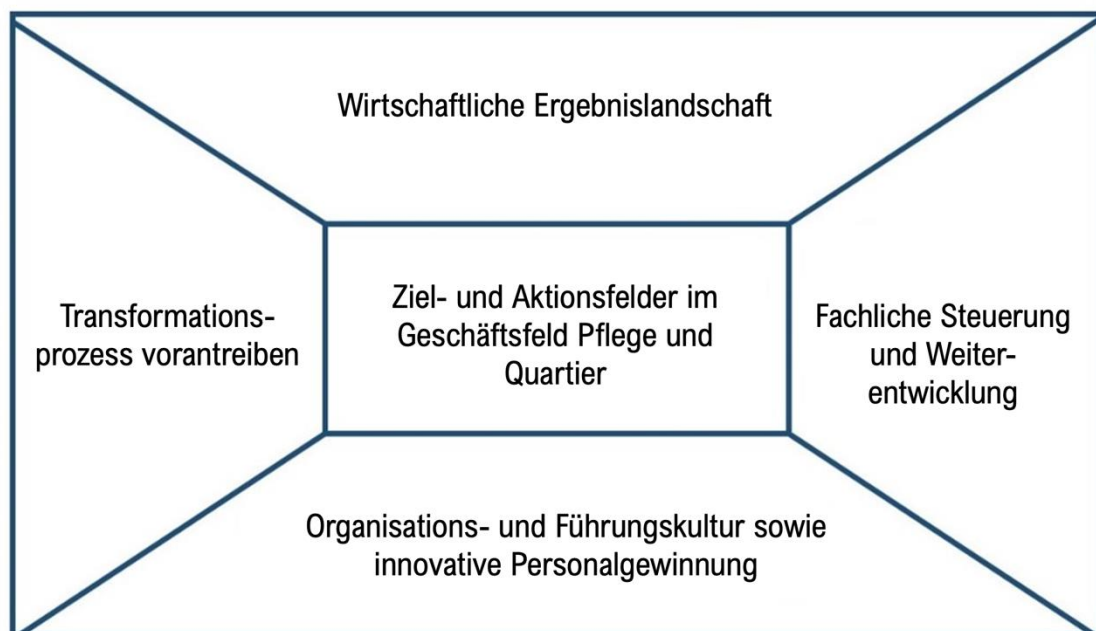 Wirtschaftliche Ergebnislandschaft
Transformations-
prozess vorantreiben
Ziel- und Aktionsfelder im
Geschäftsfeld Pflege und
Quartier
Fachliche Steuerung
und Weiter-
entwicklung
Organisations- und Führungskultur sowie
innovative Personalgewinnung